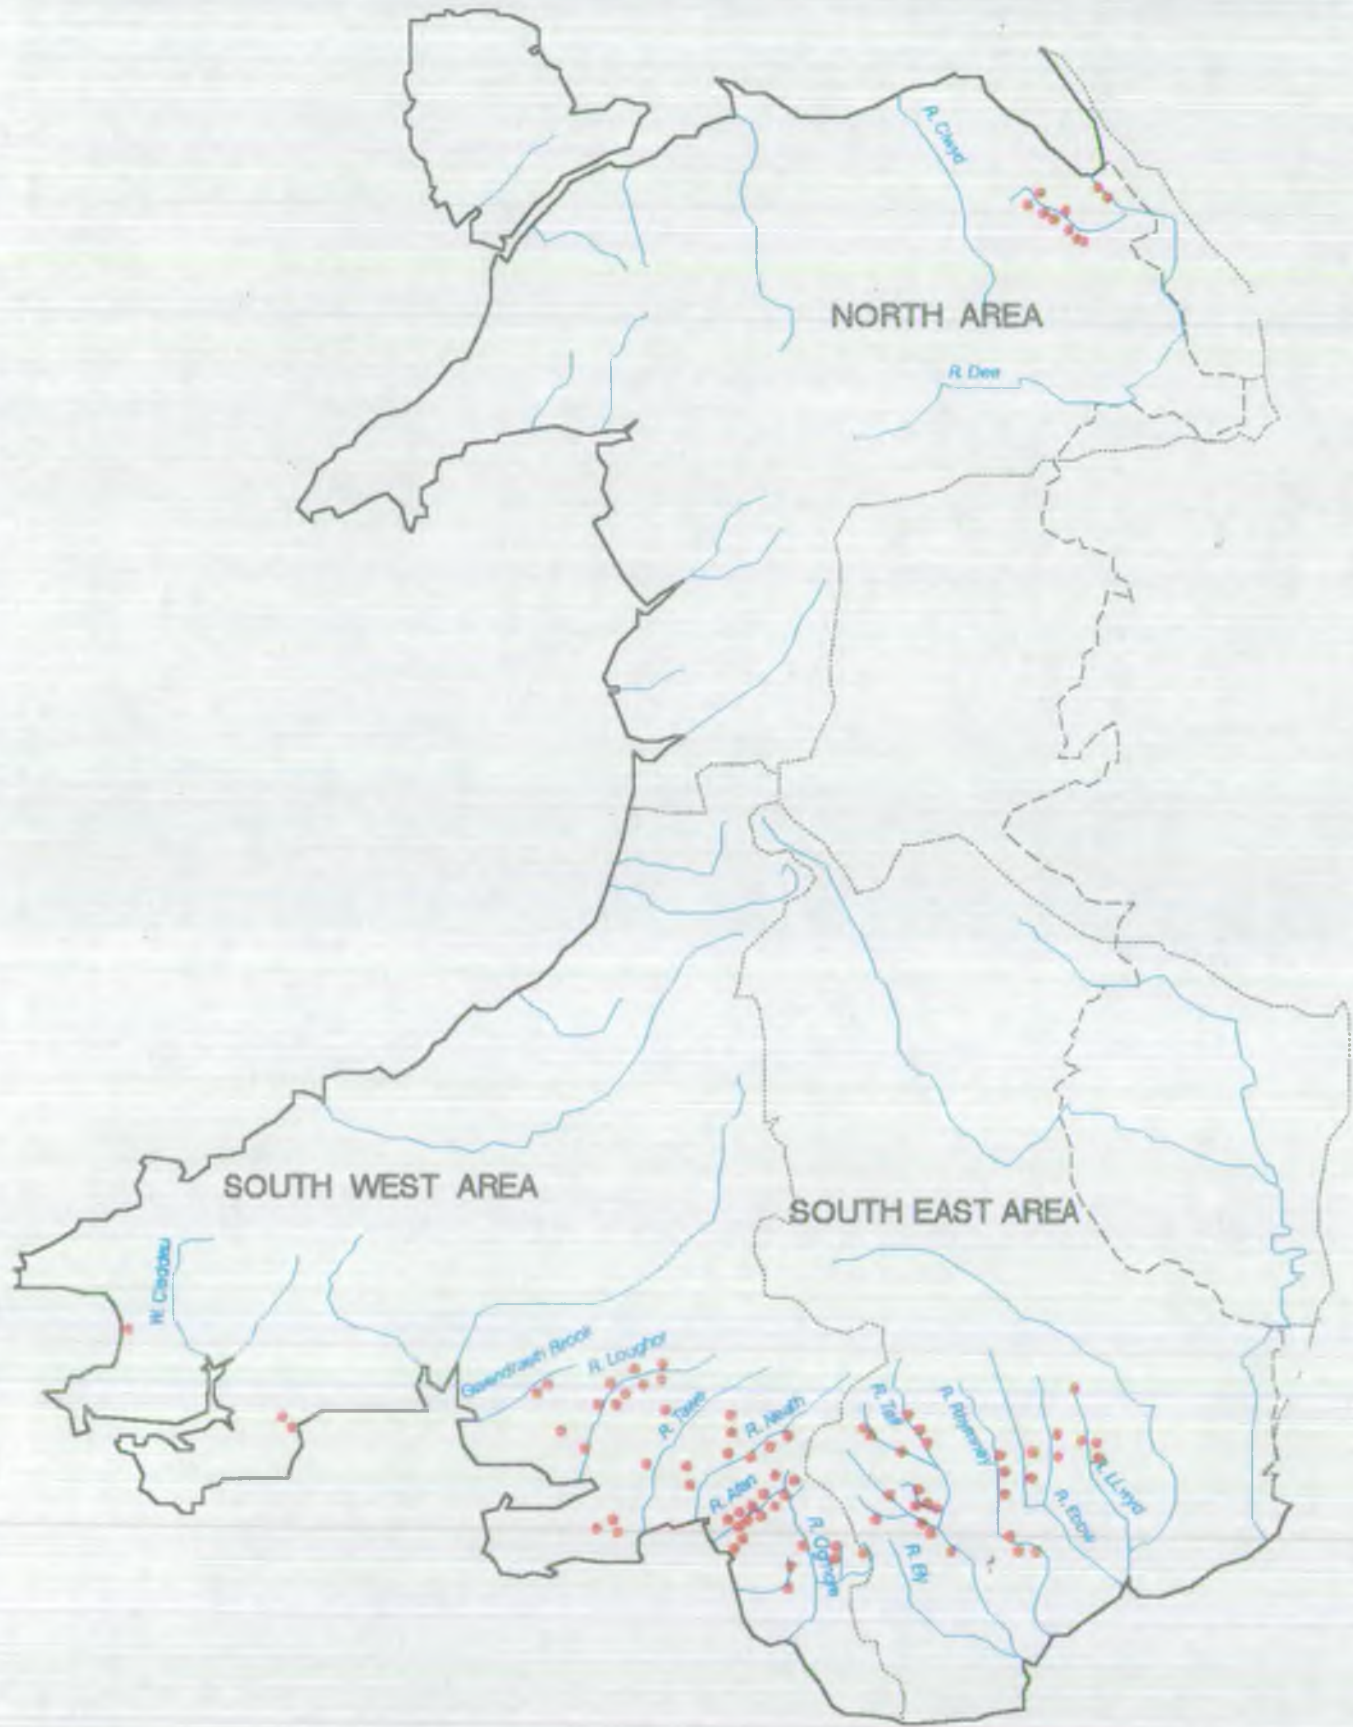 R. Clwyd
NORTH AREA
R. Dee
SOUTH WEST AREA
SOUTH EAST AREA
W. Cleddau
Gwendraeth Brook
R. Loughor
R. Tawe
R. Neath
R. Afan
R. Ogmore
R. Taff
R. Rhymney
R. Ely
R. Ebbw
R. LLwyd